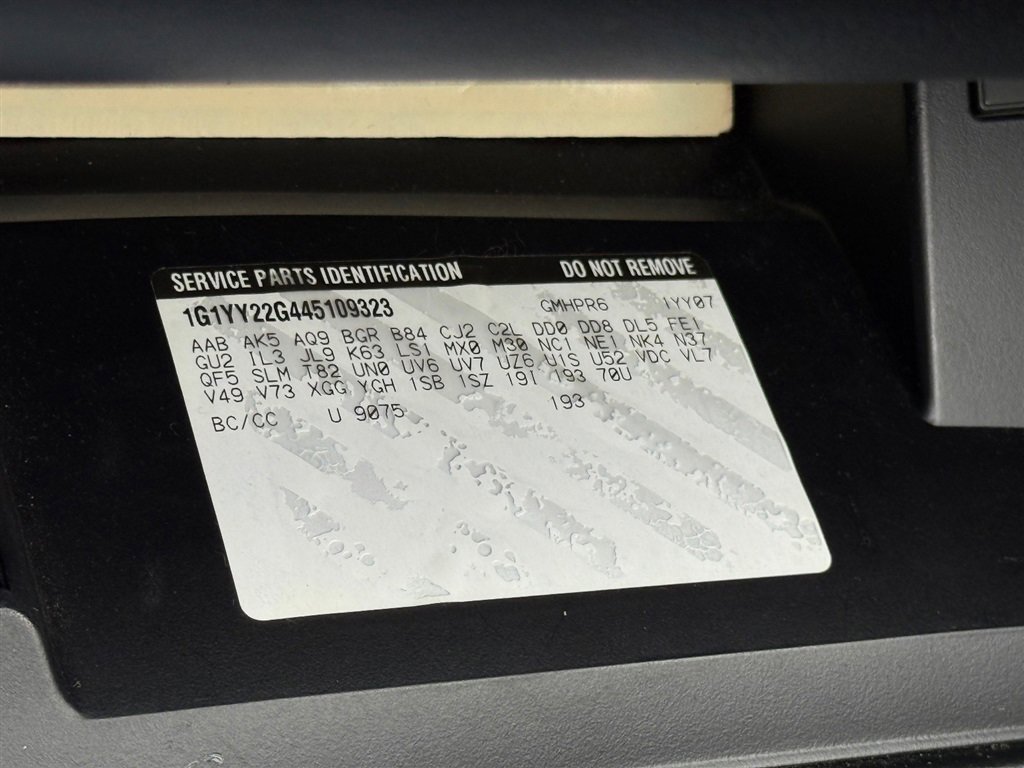 SERVICE PARTS IDENTIFICATION DO NOT REMOVE
1G1YY22G445109323 GMHPR6 1YY07
AAB AK5 AQ9 BGR B84 CJ2 C2L DD0 DD8 DL5 FE1
GU2 1L3 JL9 K63 LS1 MX0 M30 NC1 NE1 NK4 N37
QF5 SLM T82 UN0 UV6 UV7 UZ6 U1S U52 VDC VL7
V49 V73 XGG YGH 1SB 1SZ 19I 193 70U
BC/CC U 9075 193